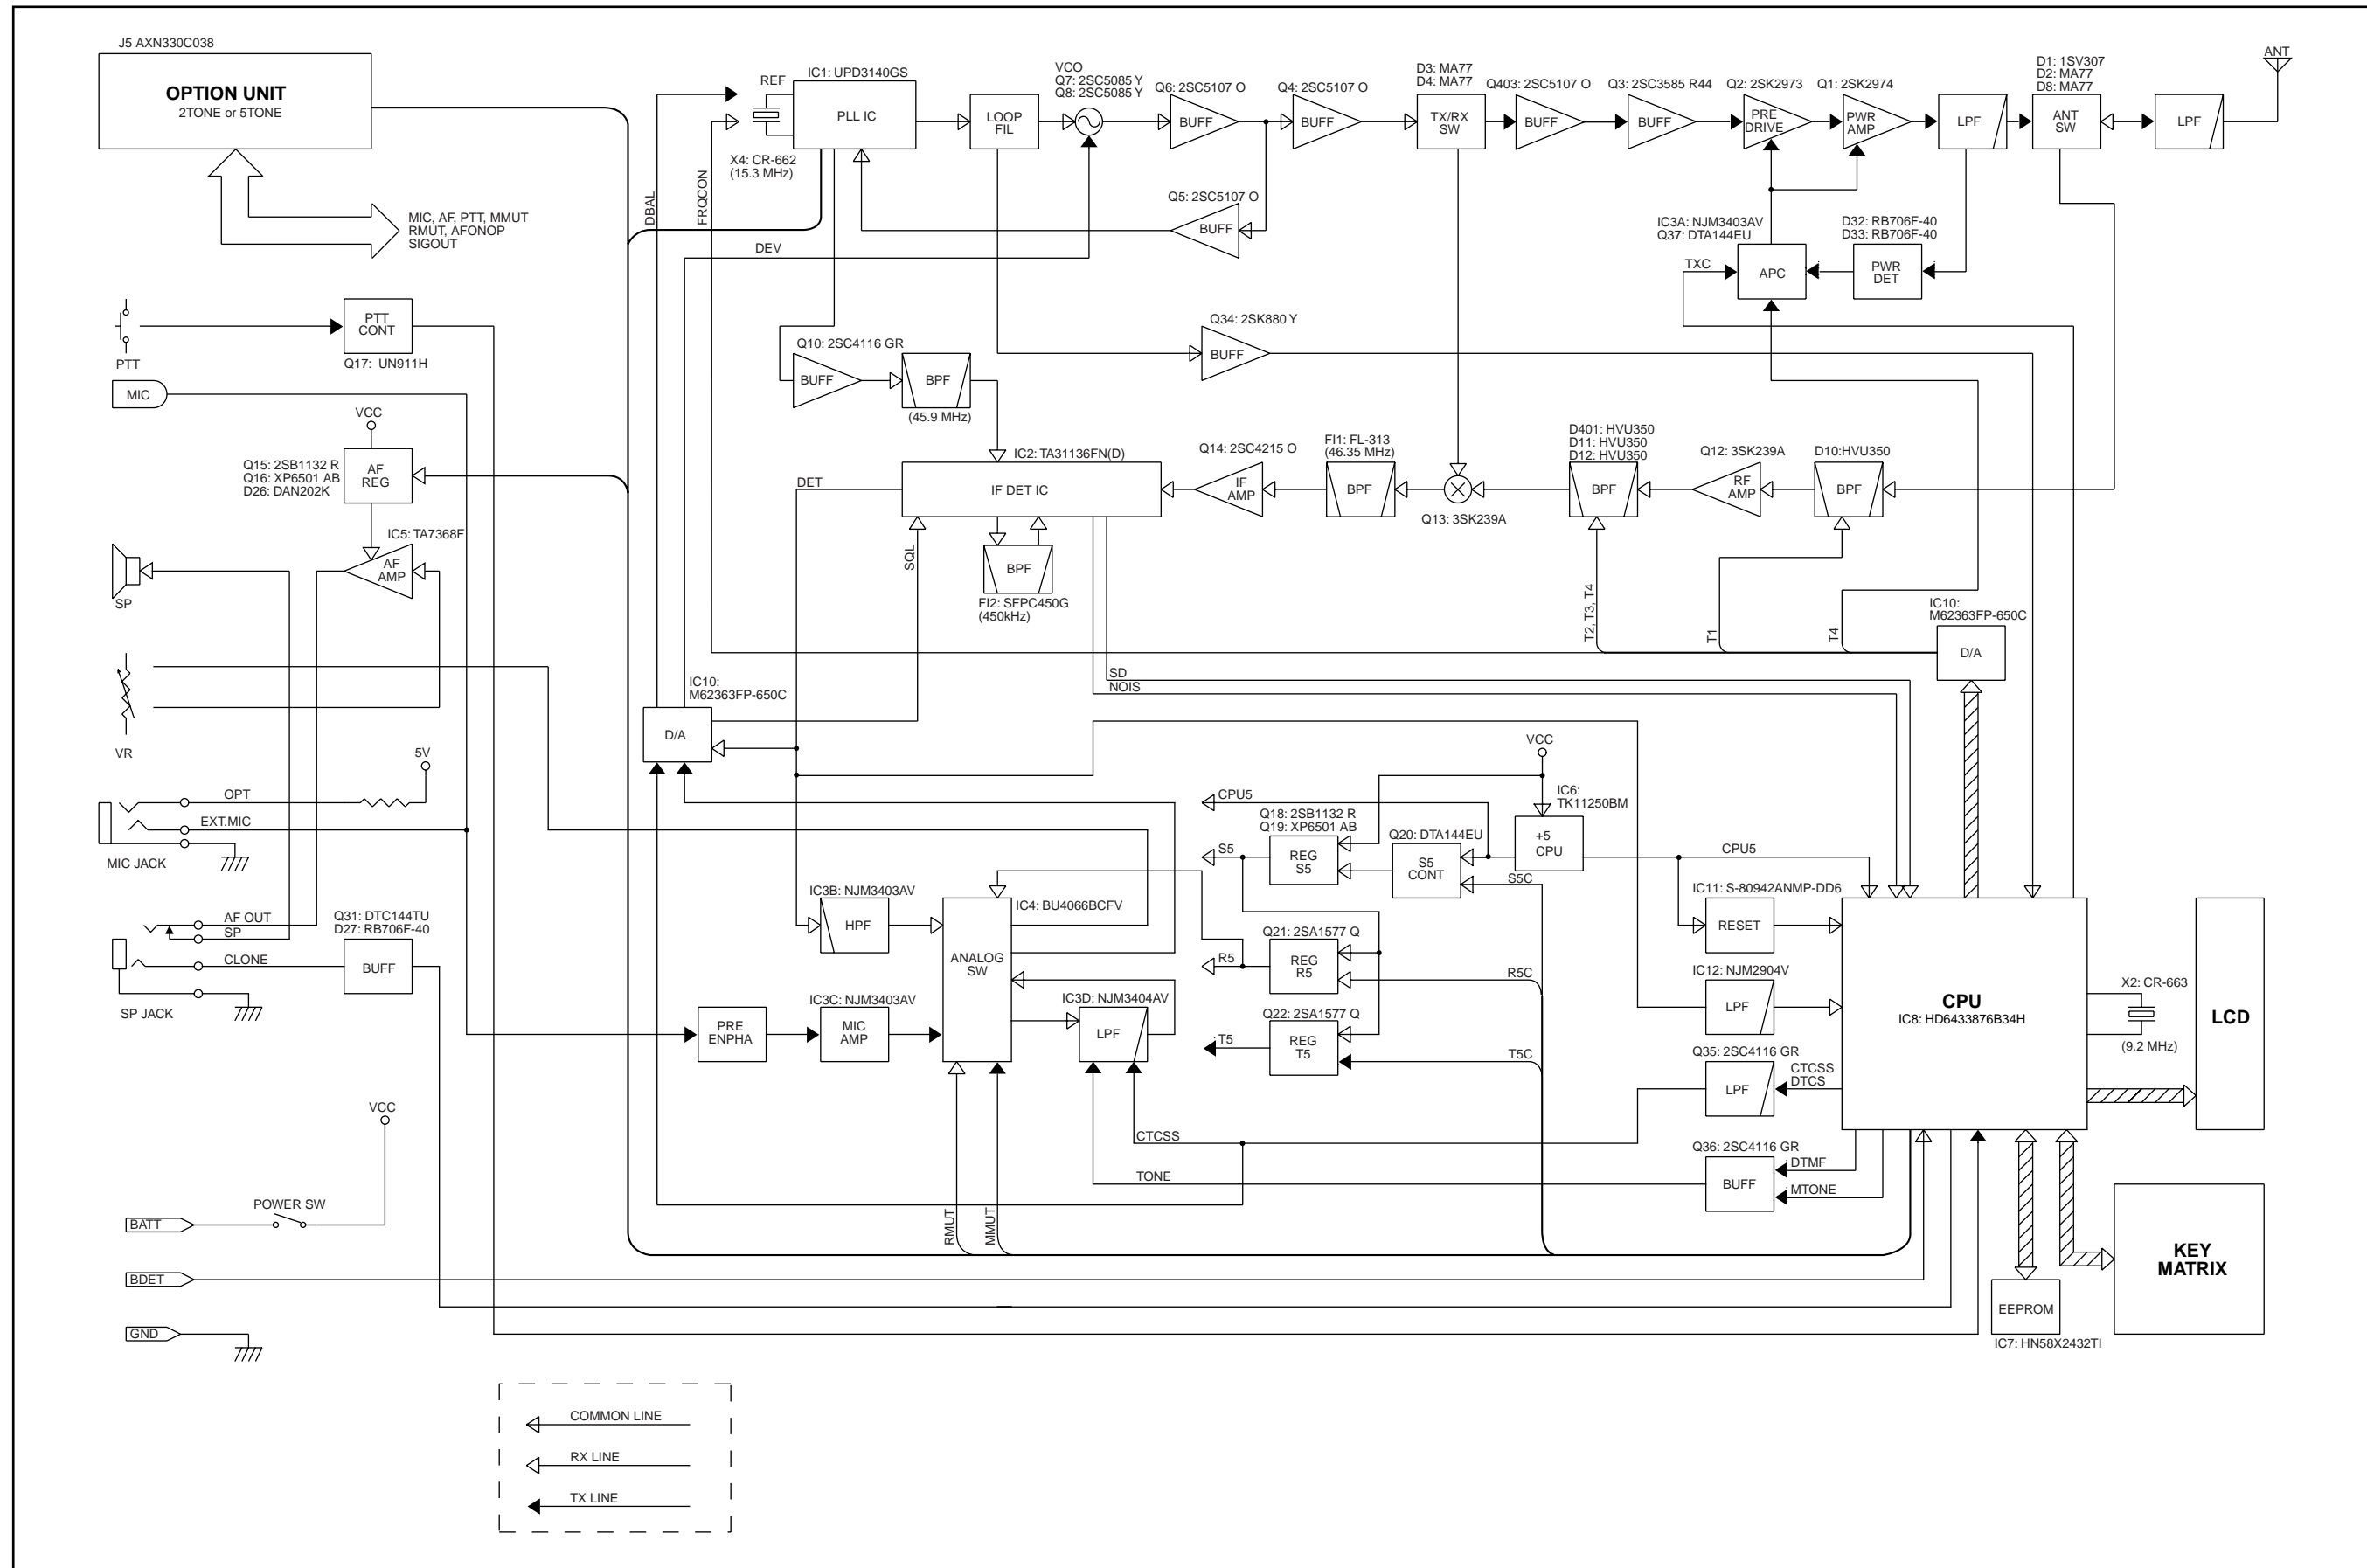 J5 AXN330C038
OPTION UNIT
2TONE or 5TONE
MIC, AF, PTT, MMUT
RMUT, AFONOP
SIGOUT
REF
IC1: UPD3140GS
PLL IC
X4: CR-662
(15.3 MHz)
DBAL
FRQCON
DEV
LOOP
FIL
VCO
Q7: 2SC5085 Y
Q8: 2SC5085 Y
Q6: 2SC5107 O
BUFF
Q4: 2SC5107 O
BUFF
Q5: 2SC5107 O
BUFF
D3: MA77
D4: MA77
TX/RX
SW
Q403: 2SC5107 O
BUFF
Q3: 2SC3585 R44
BUFF
Q2: 2SK2973
PRE
DRIVE
Q1: 2SK2974
PWR
AMP
LPF
D1: 1SV307
D2: MA77
D8: MA77
ANT
SW
LPF
ANT
IC3A: NJM3403AV
Q37: DTA144EU
TXC
APC
D32: RB706F-40
D33: RB706F-40
PWR
DET
PTT
PTT
CONT
Q17: UN911H
MIC
VCC
Q15: 2SB1132 R
Q16: XP6501 AB
D26: DAN202K
AF
REG
IC5: TA7368F
AF
AMP
SP
VR
Q10: 2SC4116 GR
BUFF
BPF
(45.9 MHz)
Q34: 2SK880 Y
BUFF
DET
IC2: TA31136FN(D)
IF DET IC
SQL
BPF
FI2: SFPC450G
(450kHz)
Q14: 2SC4215 O
IF
AMP
FI1: FL-313
(46.35 MHz)
BPF
Q13: 3SK239A
D401: HVU350
D11: HVU350
D12: HVU350
BPF
Q12: 3SK239A
RF
AMP
D10:HVU350
BPF
T2, T3, T4
T1
T4
IC10:
M62363FP-650C
D/A
SD
NOIS
IC10:
M62363FP-650C
D/A
5V
OPT
EXT.MIC
MIC JACK
AF OUT
SP
CLONE
SP JACK
Q31: DTC144TU
D27: RB706F-40
BUFF
IC3B: NJM3403AV
HPF
IC4: BU4066BCFV
ANALOG
SW
PRE
ENPHA
IC3C: NJM3403AV
MIC
AMP
IC3D: NJM3404AV
LPF
VCC
CPU5
Q18: 2SB1132 R
Q19: XP6501 AB
S5
REG
S5
Q20: DTA144EU
S5
CONT
IC6:
TK11250BM
+5
CPU
S5C
CPU5
Q21: 2SA1577 Q
R5
REG
R5
R5C
Q22: 2SA1577 Q
T5
REG
T5
T5C
IC11: S-80942ANMP-DD6
RESET
IC12: NJM2904V
LPF
Q35: 2SC4116 GR
LPF
CTCSS
DTCS
Q36: 2SC4116 GR
BUFF
DTMF
MTONE
CPU
IC8: HD6433876B34H
X2: CR-663
(9.2 MHz)
LCD
CTCSS
TONE
RMUT
MMUT
VCC
POWER SW
BATT
BDET
GND
EEPROM
IC7: HN58X2432TI
KEY
MATRIX
COMMON LINE
RX LINE
TX LINE